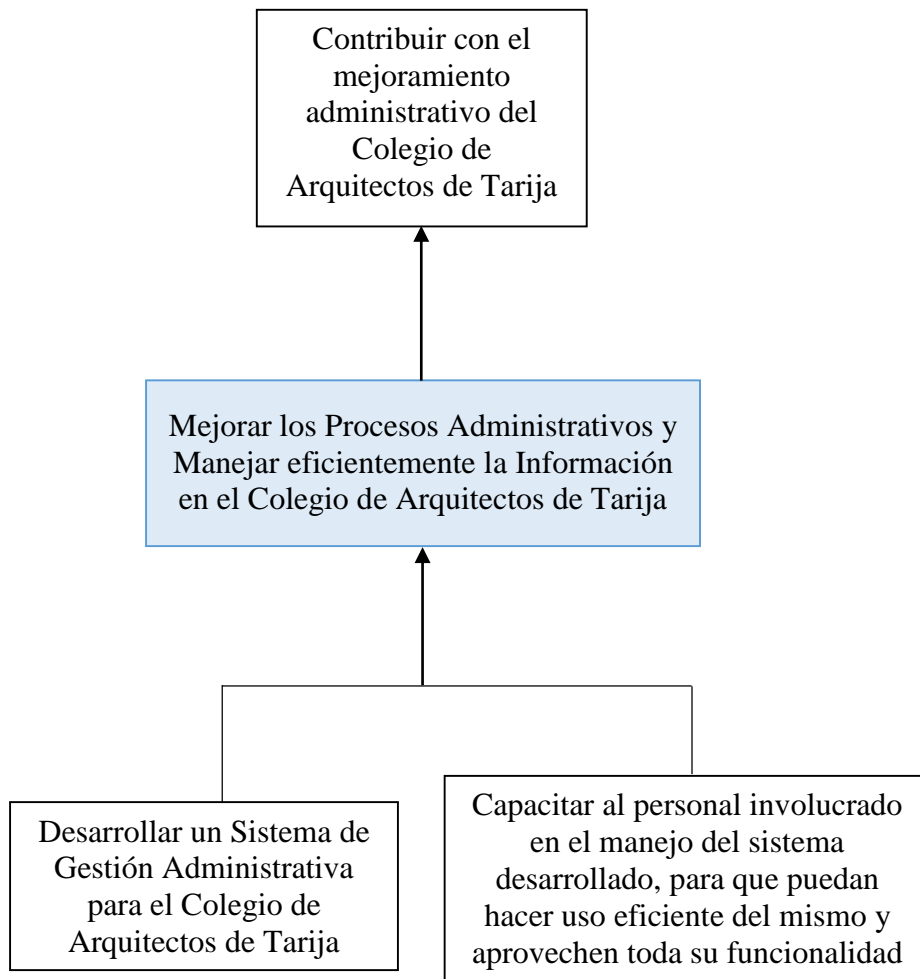 Contribuir con el
mejoramiento
administrativo del
Colegio de
Arquitectos de Tarija
Mejorar los Procesos Administrativos y
Manejar eficientemente la Información
en el Colegio de Arquitectos de Tarija
Desarrollar un Sistema de
Gestión Administrativa
para el Colegio de
Arquitectos de Tarija
Capacitar al personal involucrado
en el manejo del sistema
desarrollado, para que puedan
hacer uso eficiente del mismo y
aprovechen toda su funcionalidad